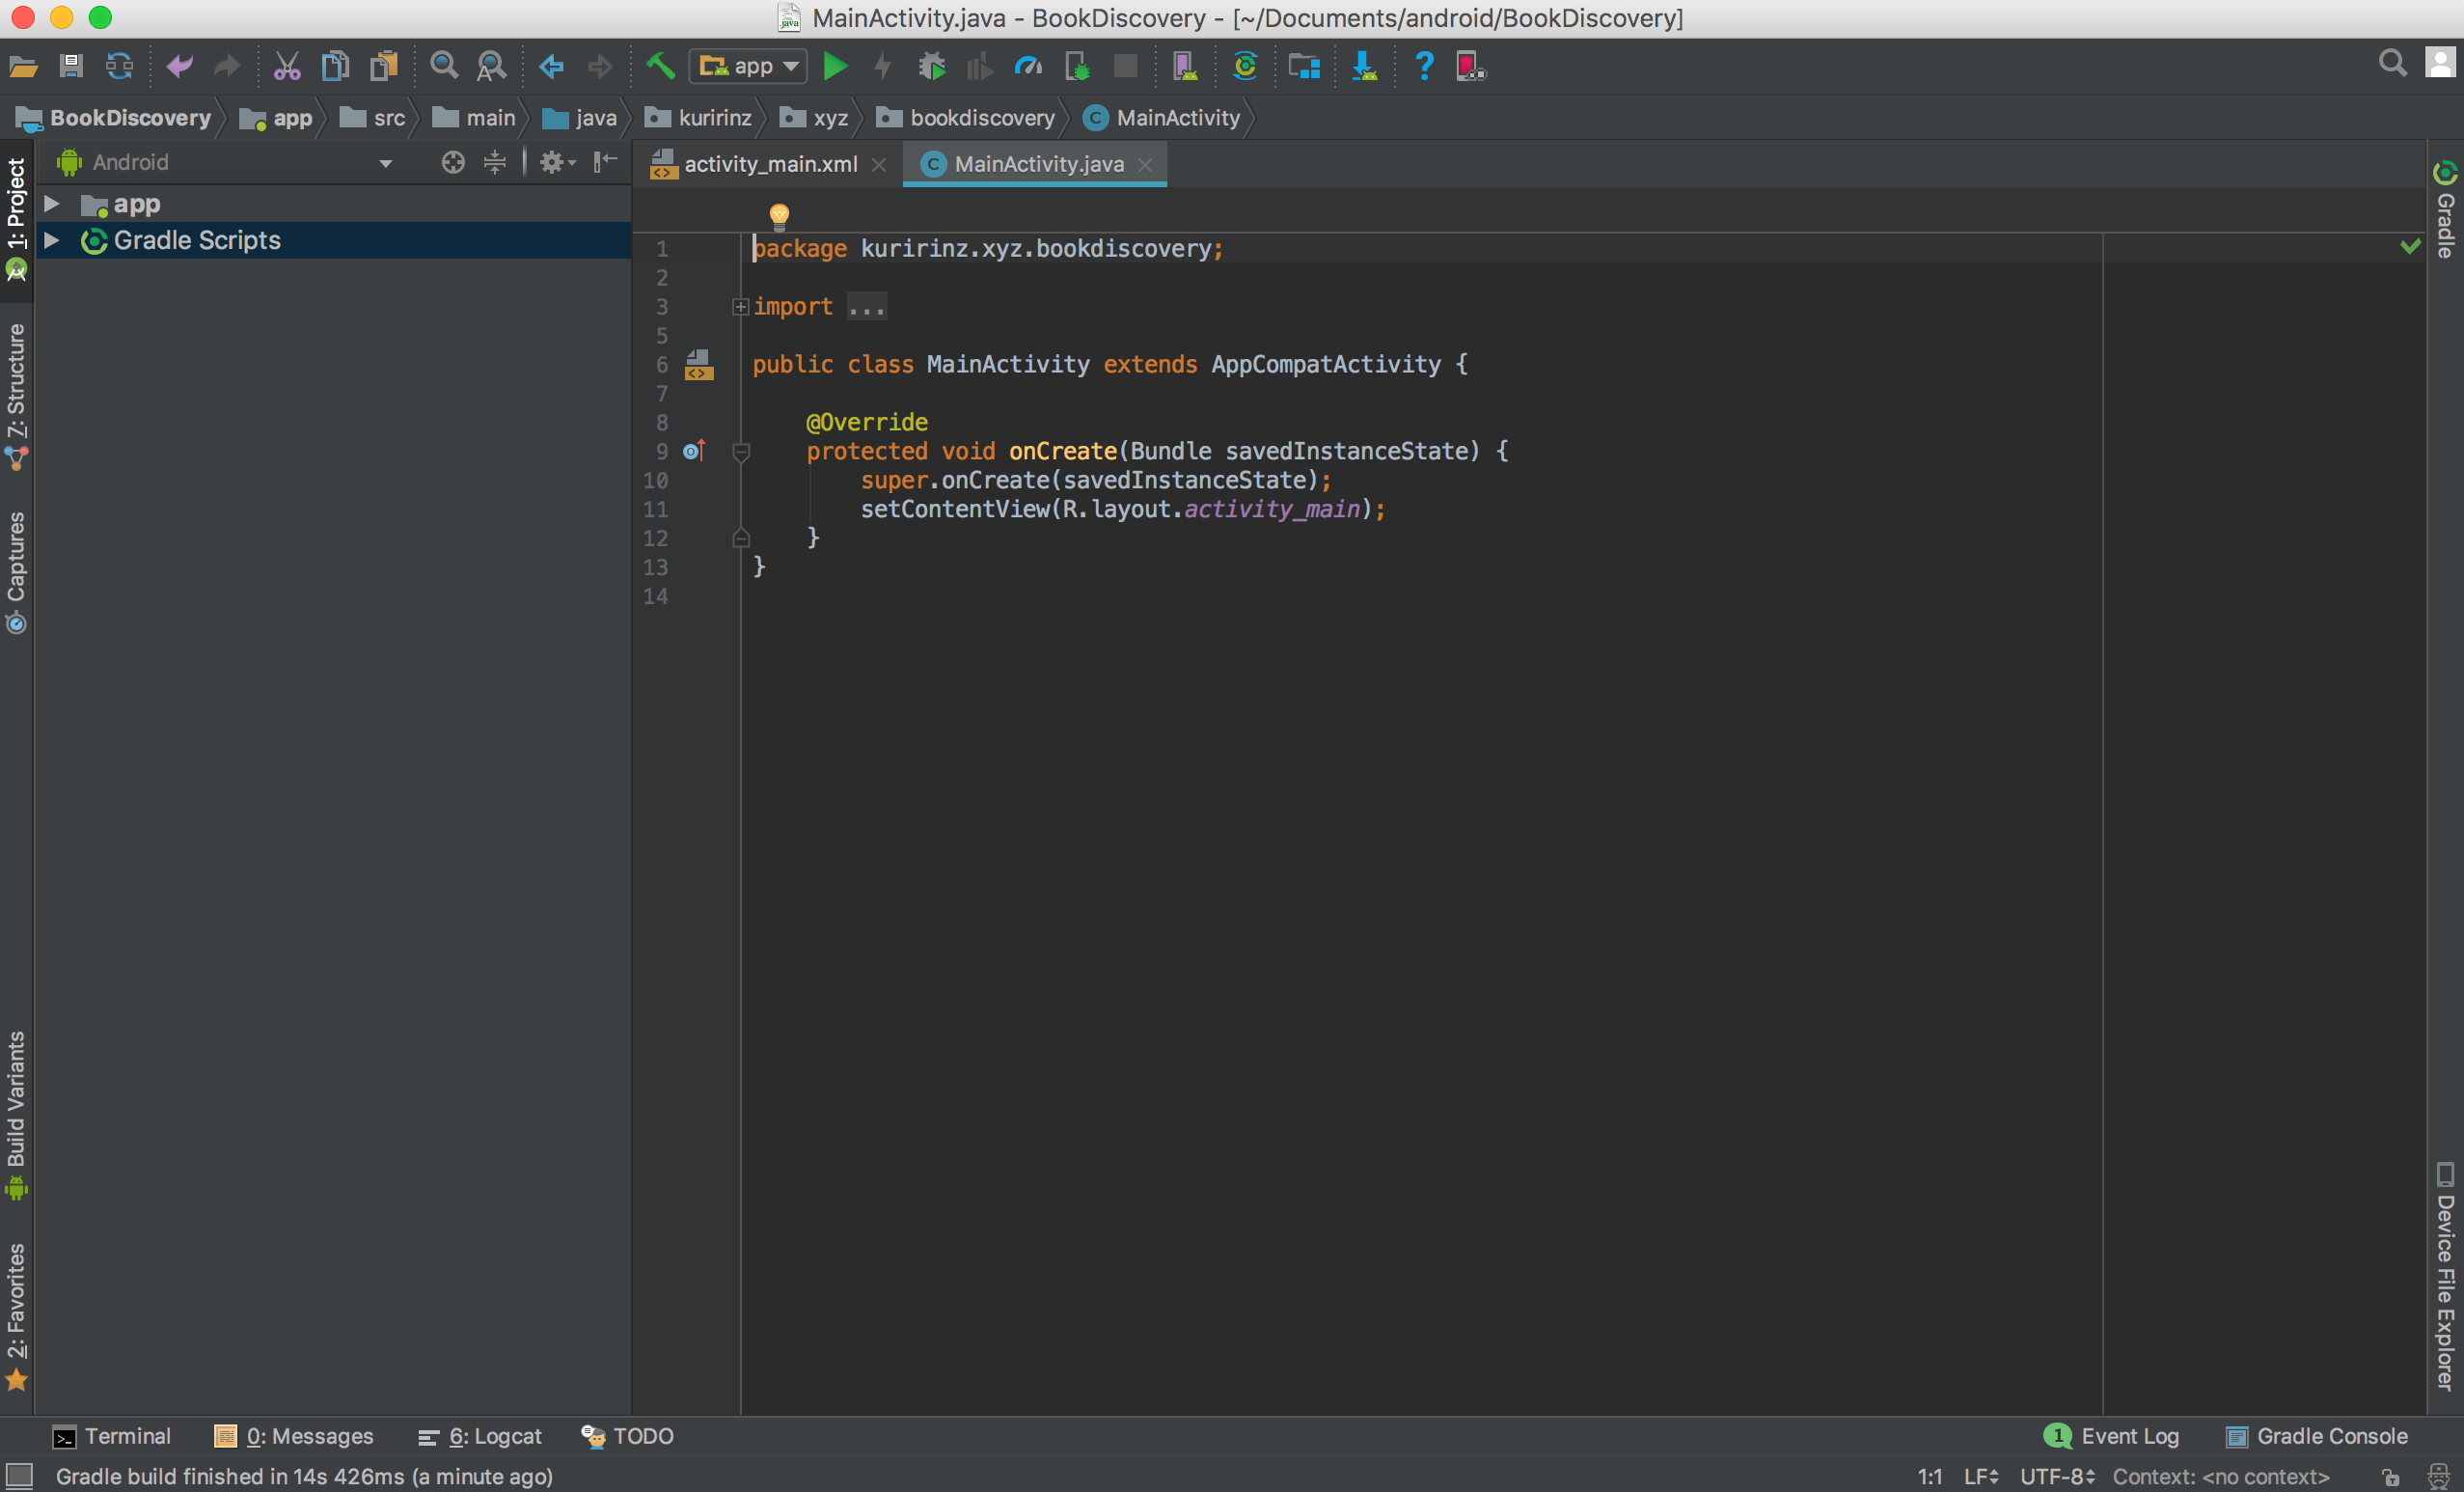 MainActivity.java - BookDiscovery - [~/Documents/android/BookDiscovery]
app
BookDiscovery app src main java kuririnz xyz bookdiscovery MainActivity
Android
activity_main.xml MainActivity.java
app
Gradle Scripts
1: Project
7: Structure
Captures
Build Variants
2: Favorites
1 package kuririnz.xyz.bookdiscovery;
2
3 import ...
5
6 public class MainActivity extends AppCompatActivity {
7
8 @Override
9 protected void onCreate(Bundle savedInstanceState) {
10 super.onCreate(savedInstanceState);
11 setContentView(R.layout.activity_main);
12 }
13 }
14
Gradle
Device File Explorer
Terminal 0: Messages 6: Logcat TODO 1 Event Log Gradle Console
Gradle build finished in 14s 426ms (a minute ago) 1:1 LF UTF-8 Context: <no context>